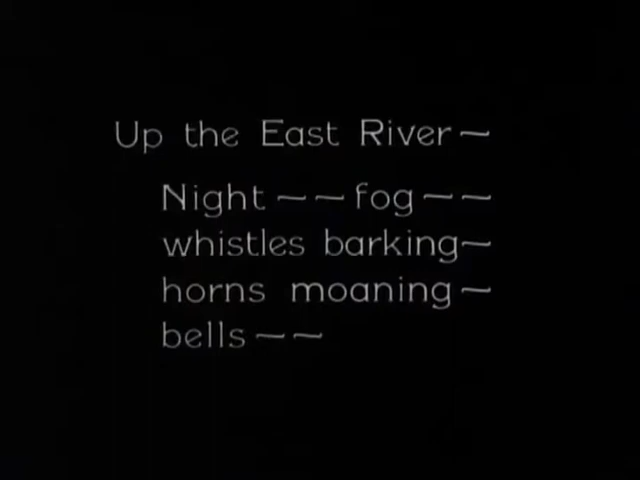 Up the East River~
Night ~~ fog ~~
whistles barking~
horns moaning ~
bells ~~